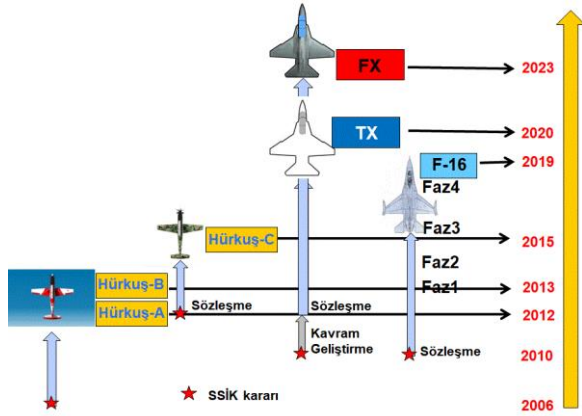 FX
2023
TX
2020
F-16
2019
Faz4
Hürkuş-C
Faz3
2015
Faz2
Hürkuş-B
Faz1
2013
Hürkuş-A
Sözleşme
Sözleşme
2012
Kavram
Geliştirme
Sözleşme
2010
SSİK kararı
2006